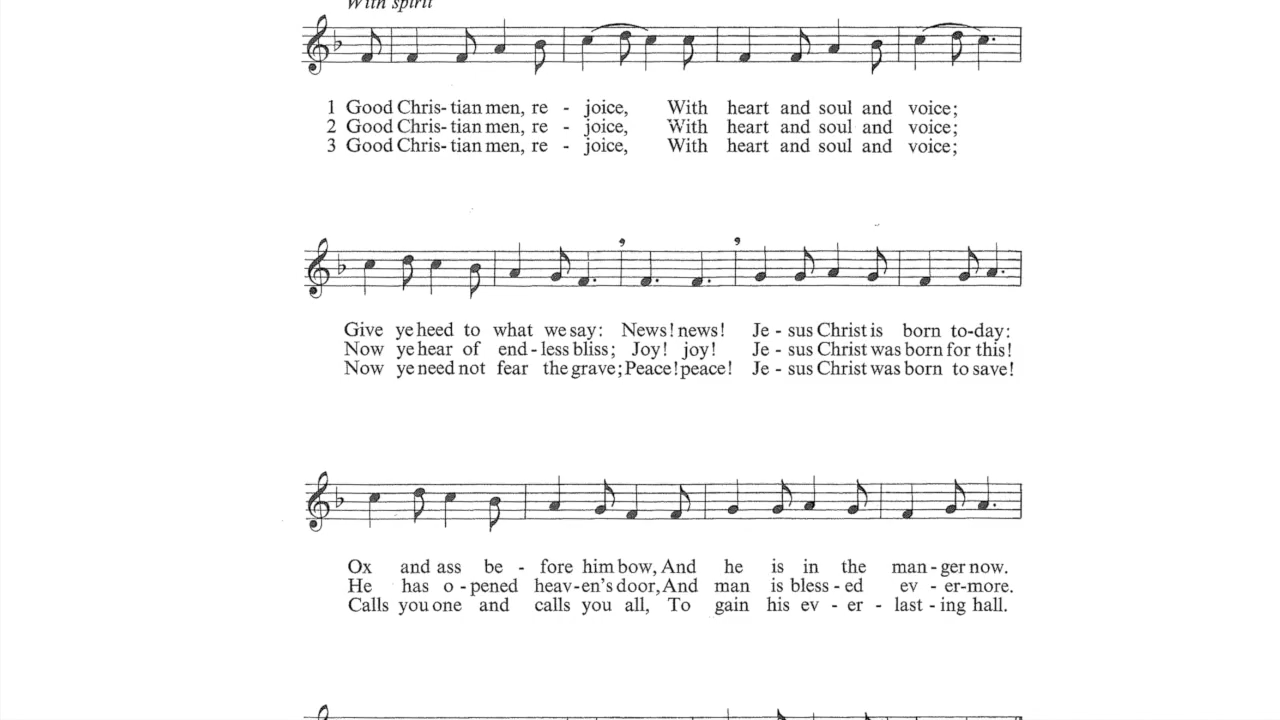 With spirit
1 Good Chris- tian men, re - joice, With heart and soul and voice;
2 Good Chris- tian men, re - joice, With heart and soul and voice;
3 Good Chris- tian men, re - joice, With heart and soul and voice;
Give ye heed to what we say: News! news! Je - sus Christ is born to-day:
Now ye hear of end - less bliss; Joy! joy! Je - sus Christ was born for this!
Now ye need not fear the grave; Peace! peace! Je - sus Christ was born to save!
Ox and ass be - fore him bow, And he is in the man - ger now.
He has o - pened heav-en's door, And man is bless - ed ev - er-more.
Calls you one and calls you all, To gain his ev - er - last - ing hall.